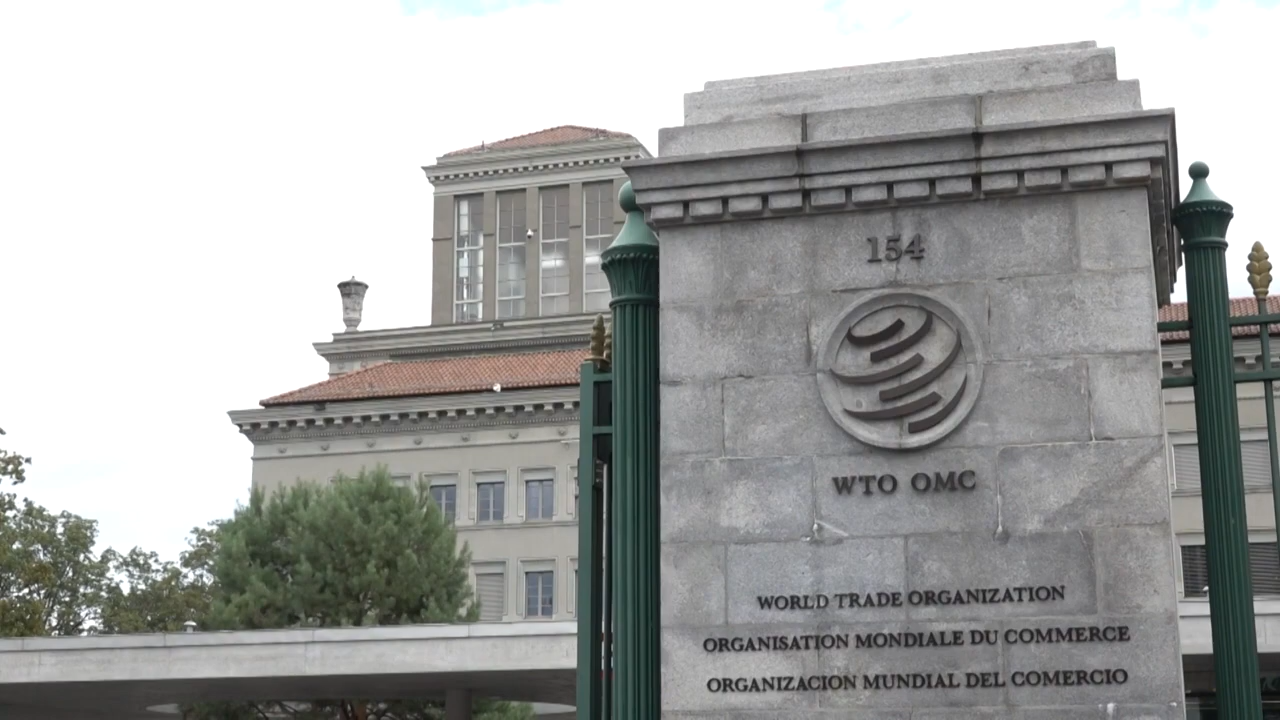 154
WTO OMC
WORLD TRADE ORGANIZATION
ORGANISATION MONDIALE DU COMMERCE
ORGANIZACION MUNDIAL DEL COMERCIO